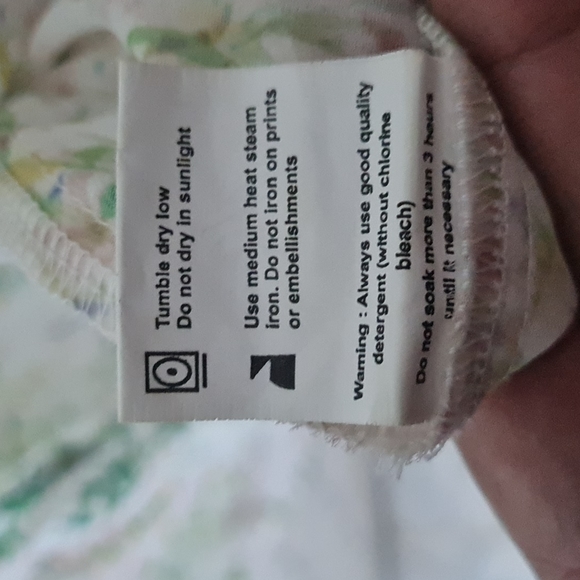 Tumble dry low
Do not dry in sunlight
Use medium heat steam
iron. Do not iron on prints
or embellishments
Warning : Always use good quality
detergent (without chlorine
bleach)
Do not soak more than 3 hours
until it necessary